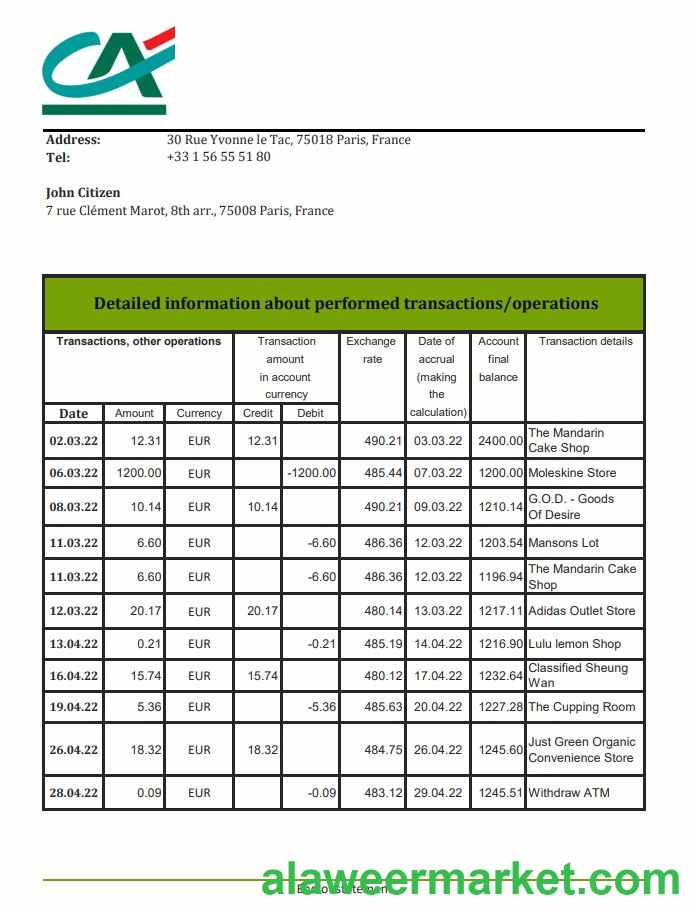 CA
Address: 30 Rue Yvonne le Tac, 75018 Paris, France
Tel: +33 1 56 55 51 80
John Citizen
7 rue Clément Marot, 8th arr., 75008 Paris, France
Detailed information about performed transactions/operations
Transactions, other operations
Transaction
amount
in account
currency
Exchange
rate
Date of
accrual
(making
the
calculation)
Account
final
balance
Transaction details
Date Amount Currency Credit Debit
02.03.22 12.31 EUR 12.31 490.21 03.03.22 2400.00 The Mandarin
Cake Shop
06.03.22 1200.00 EUR -1200.00 485.44 07.03.22 1200.00 Moleskine Store
08.03.22 10.14 EUR 10.14 490.21 09.03.22 1210.14 G.O.D. - Goods
Of Desire
11.03.22 6.60 EUR -6.60 486.36 12.03.22 1203.54 Mansons Lot
11.03.22 6.60 EUR -6.60 486.36 12.03.22 1196.94 The Mandarin Cake
Shop
12.03.22 20.17 EUR 20.17 480.14 13.03.22 1217.11 Adidas Outlet Store
13.04.22 0.21 EUR -0.21 485.19 14.04.22 1216.90 Lulu lemon Shop
16.04.22 15.74 EUR 15.74 480.12 17.04.22 1232.64 Classified Sheung
Wan
19.04.22 5.36 EUR -5.36 485.63 20.04.22 1227.28 The Cupping Room
26.04.22 18.32 EUR 18.32 484.75 26.04.22 1245.60 Just Green Organic
Convenience Store
28.04.22 0.09 EUR -0.09 483.12 29.04.22 1245.51 Withdraw ATM
alaweermarket.com